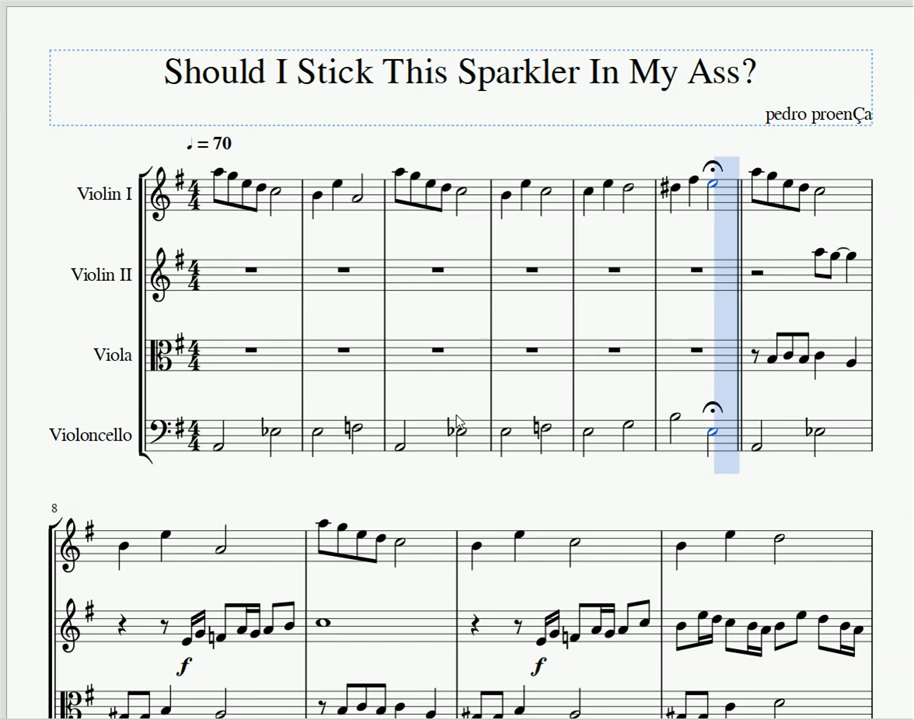 Should I Stick This Sparkler In My Ass?
pedro proenÇa
♩ = 70
Violin I
Violin II
Viola
Violoncello
8
f
f